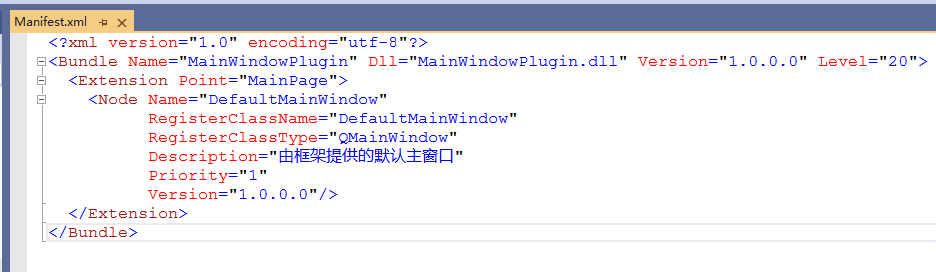 Manifest.xml
<?xml version="1.0" encoding="utf-8"?>
<Bundle Name="MainWindowPlugin" Dll="MainWindowPlugin.dll" Version="1.0.0.0" Level="20">
<Extension Point="MainPage">
<Node Name="DefaultMainWindow"
RegisterClassName="DefaultMainWindow"
RegisterClassType="QMainWindow"
Description="由框架提供的默认主窗口"
Priority="1"
Version="1.0.0.0"/>
</Extension>
</Bundle>